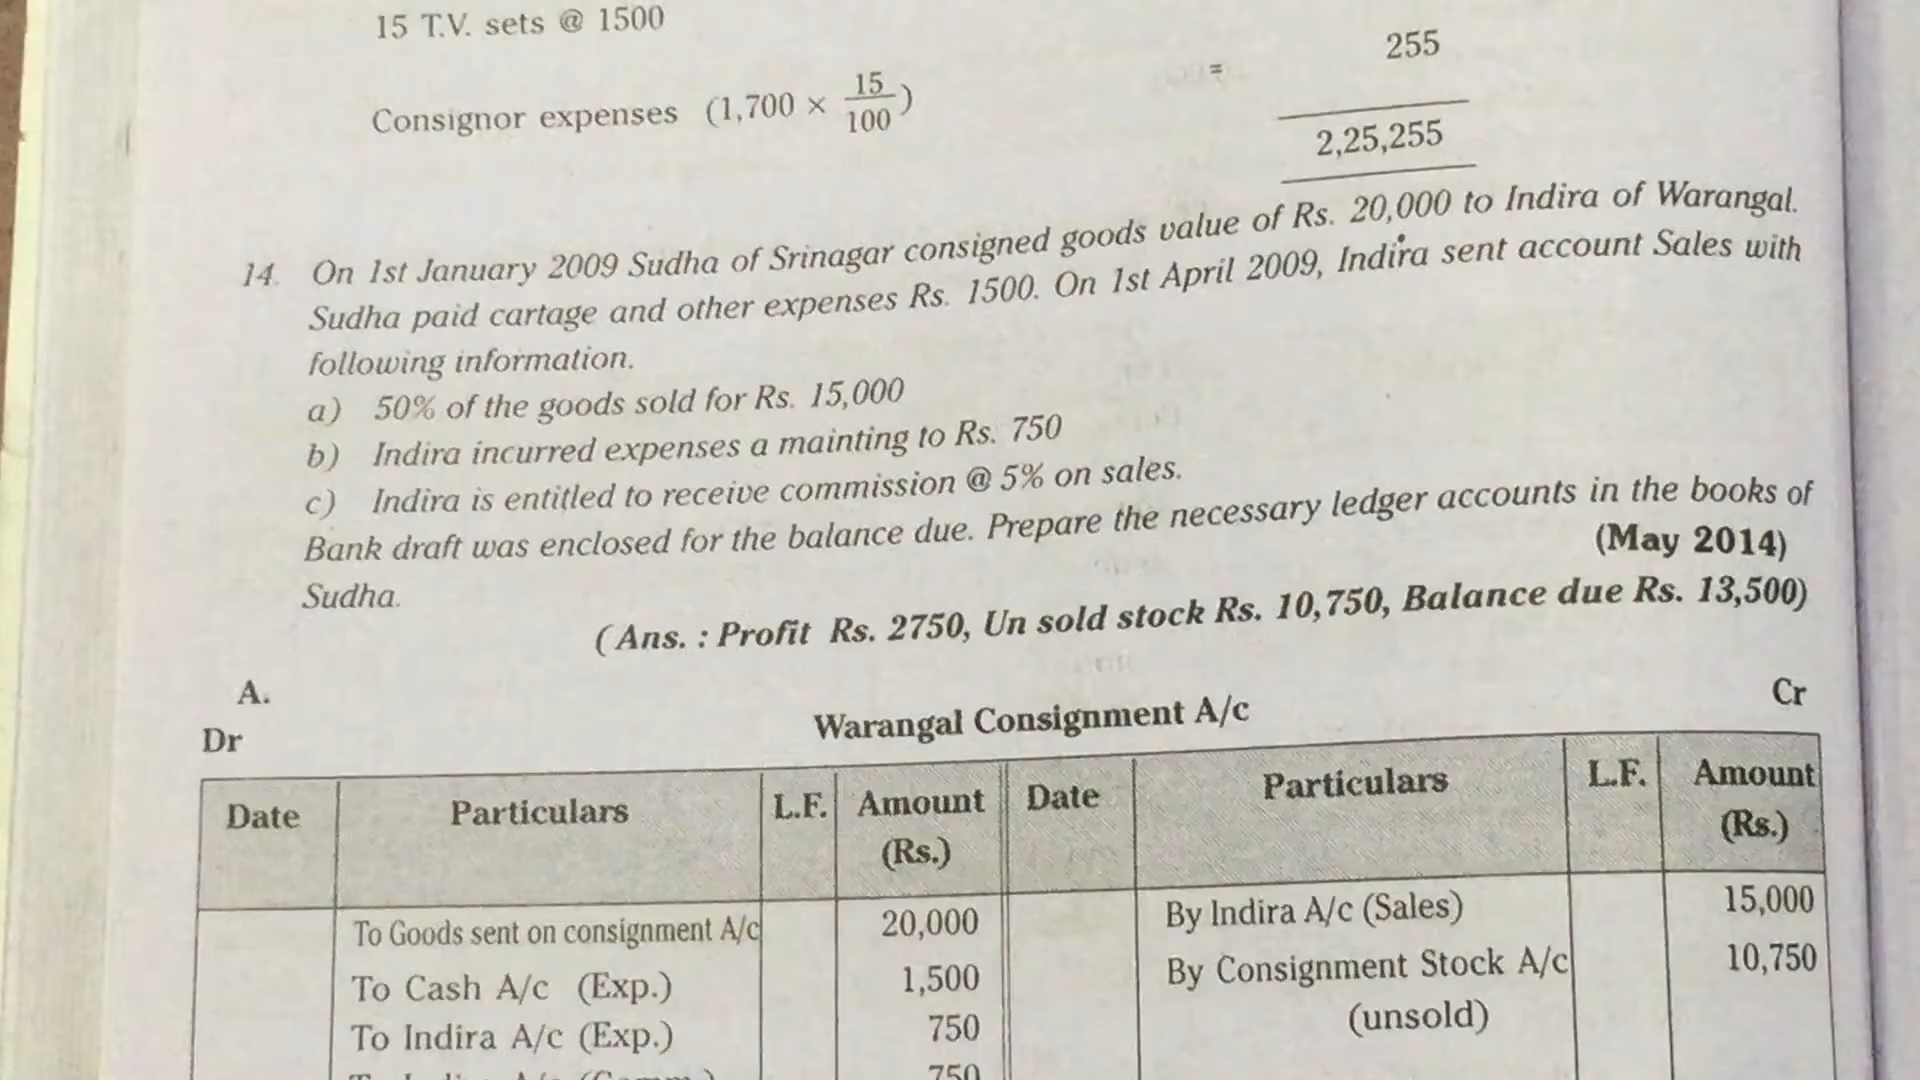 15 T.V. sets @ 1500
Consignor expenses (1,700 × 15/100) = 255
2,25,255
14. On 1st January 2009 Sudha of Srinagar consigned goods value of Rs. 20,000 to Indira of Warangal.
Sudha paid cartage and other expenses Rs. 1500. On 1st April 2009, Indira sent account Sales with
following information.
a) 50% of the goods sold for Rs. 15,000
b) Indira incurred expenses a mainting to Rs. 750
c) Indira is entitled to receive commission @ 5% on sales.
Bank draft was enclosed for the balance due. Prepare the necessary ledger accounts in the books of
Sudha. (May 2014)
(Ans. : Profit Rs. 2750, Un sold stock Rs. 10,750, Balance due Rs. 13,500)
A.
Dr Warangal Consignment A/c Cr
Date Particulars L.F. Amount (Rs.) Date Particulars L.F. Amount (Rs.)
To Goods sent on consignment A/c 20,000 By Indira A/c (Sales) 15,000
To Cash A/c (Exp.) 1,500 By Consignment Stock A/c 10,750
To Indira A/c (Exp.) 750 (unsold)
750